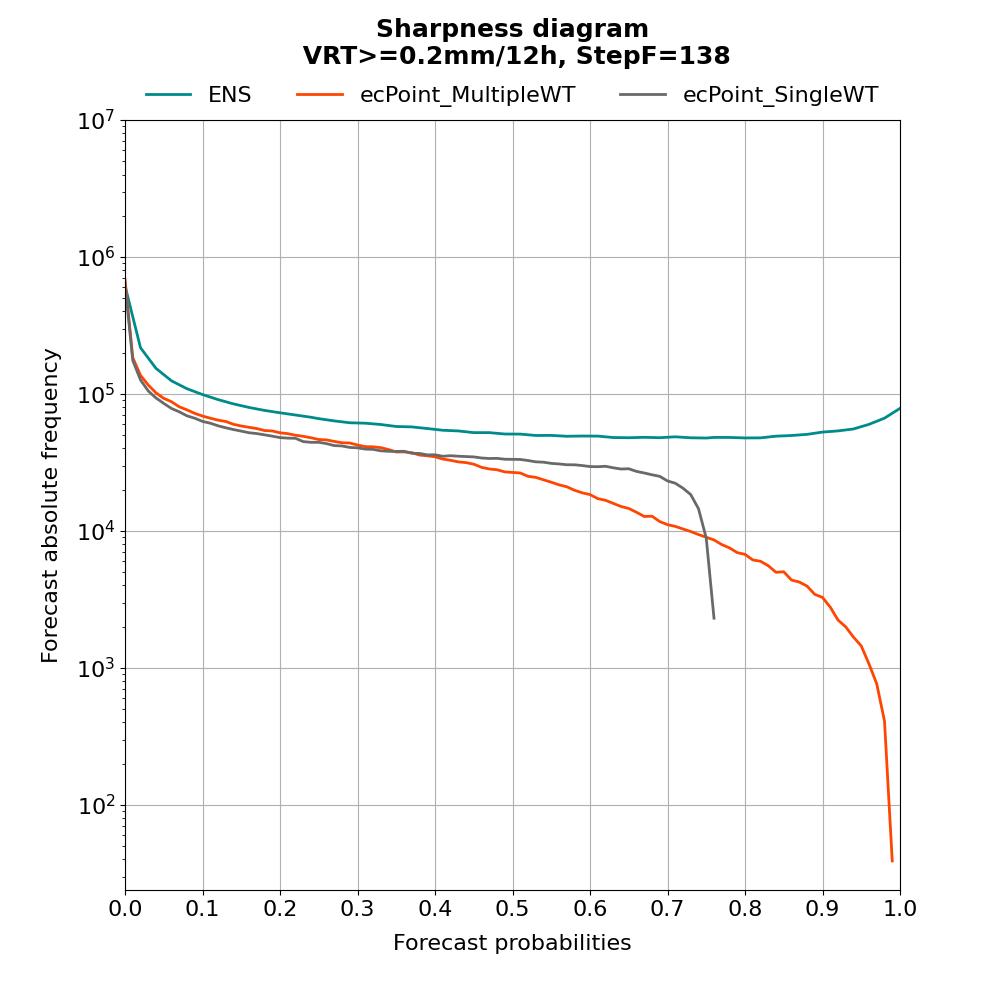 Sharpness diagram
VRT>=0.2mm/12h, StepF=138
ENS ecPoint_MultipleWT ecPoint_SingleWT
10⁷
10⁶
10⁵
10⁴
10³
10²
Forecast absolute frequency
0.0 0.1 0.2 0.3 0.4 0.5 0.6 0.7 0.8 0.9 1.0
Forecast probabilities